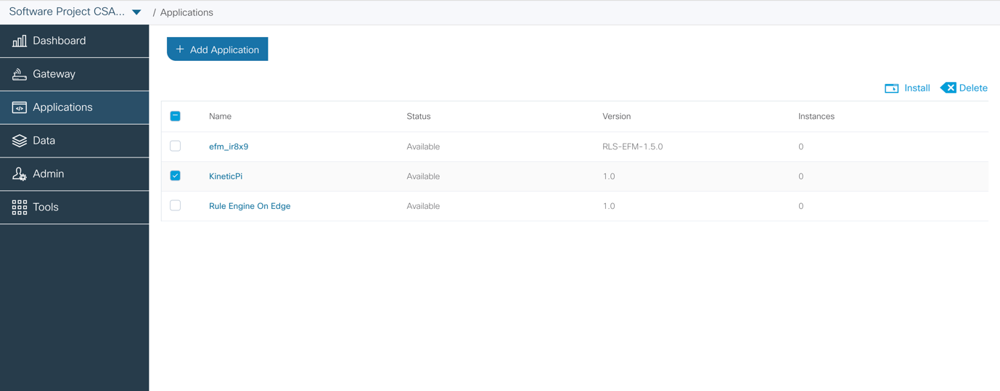 Software Project CSA... / Applications
Dashboard
Gateway
Applications
Data
Admin
Tools
+ Add Application
Install Delete
Name Status Version Instances
efm_ir8x9 Available RLS-EFM-1.5.0 0
KineticPi Available 1.0 0
Rule Engine On Edge Available 1.0 0